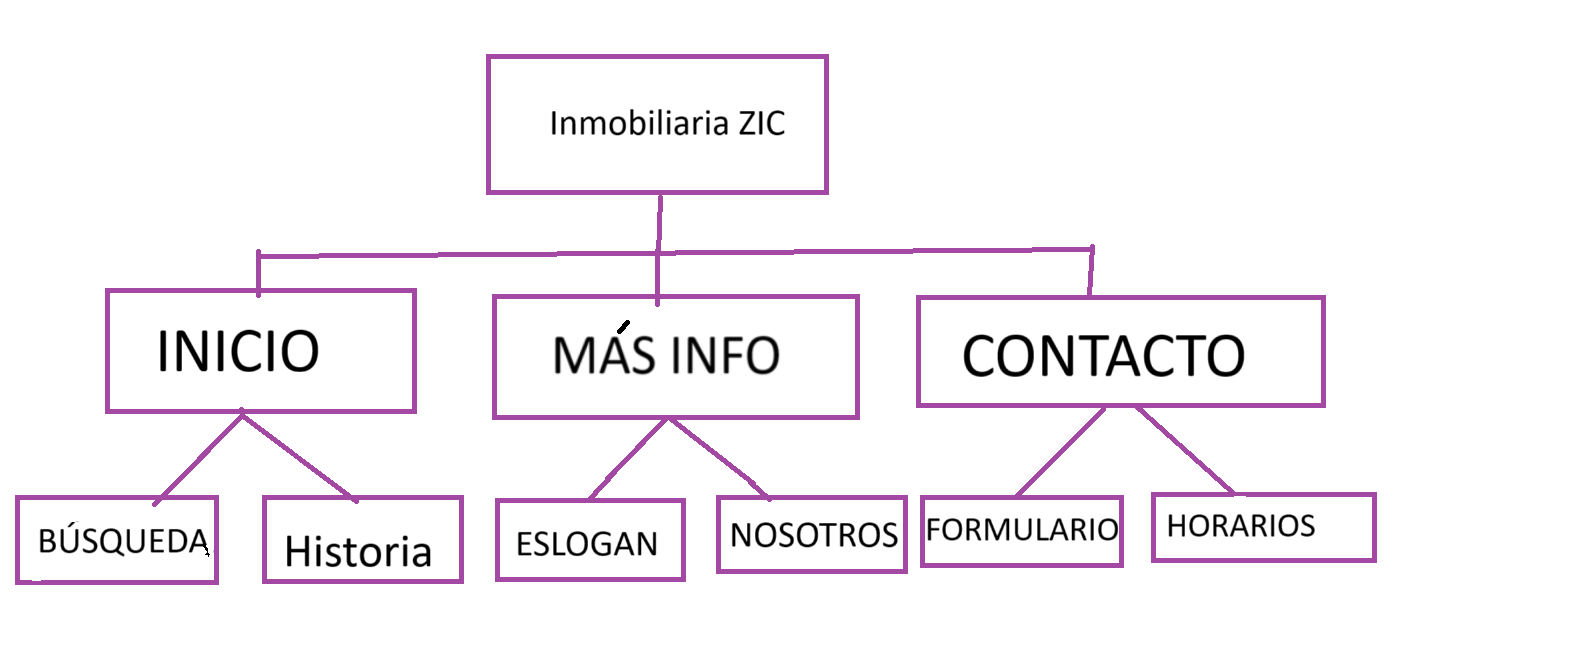 Inmobiliaria ZIC
INICIO
MÁS INFO
CONTACTO
BÚSQUEDA
Historia
ESLOGAN
NOSOTROS
FORMULARIO
HORARIOS